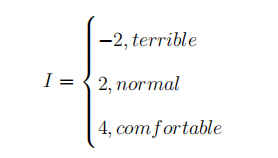 −2, terrible
I = 2, normal
4, comfortable